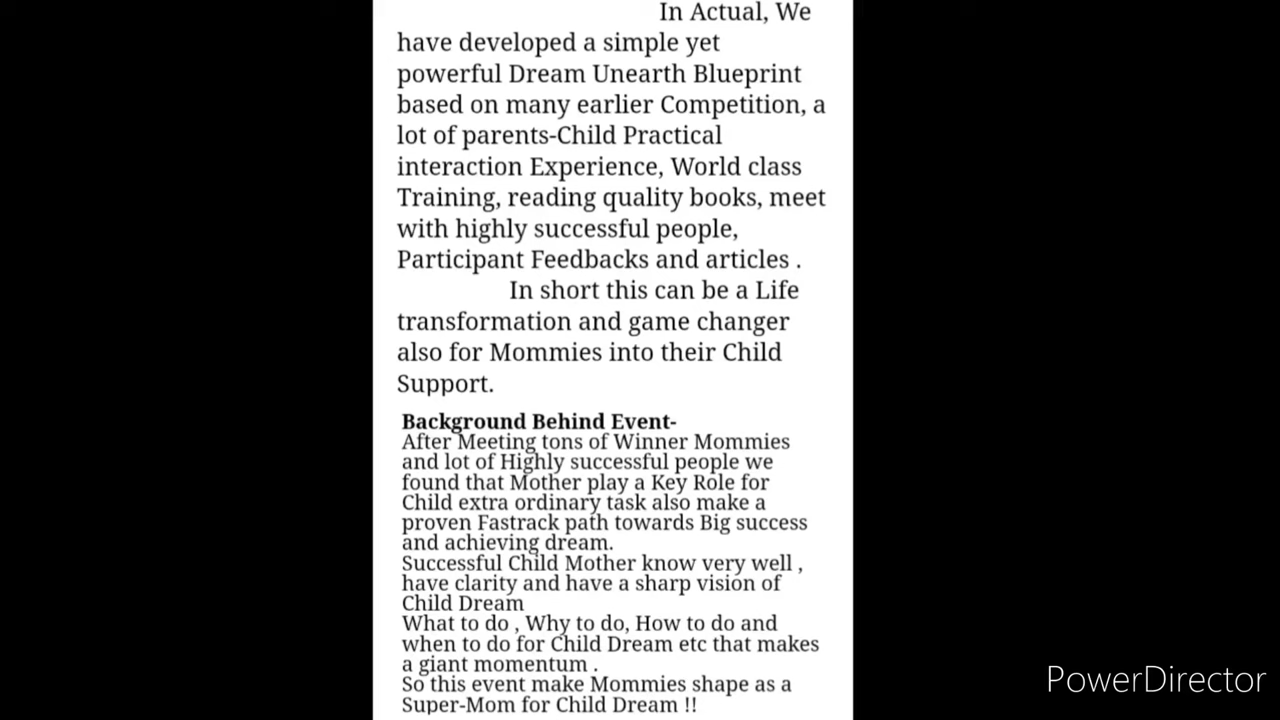 In Actual, We
have developed a simple yet
powerful Dream Unearth Blueprint
based on many earlier Competition, a
lot of parents-Child Practical
interaction Experience, World class
Training, reading quality books, meet
with highly successful people,
Participant Feedbacks and articles .
In short this can be a Life
transformation and game changer
also for Mommies into their Child
Support.
Background Behind Event-
After Meeting tons of Winner Mommies
and lot of Highly successful people we
found that Mother play a Key Role for
Child extra ordinary task also make a
proven Fastrack path towards Big success
and achieving dream.
Successful Child Mother know very well ,
have clarity and have a sharp vision of
Child Dream
What to do , Why to do, How to do and
when to do for Child Dream etc that makes
a giant momentum .
So this event make Mommies shape as a
Super-Mom for Child Dream !!
PowerDirector